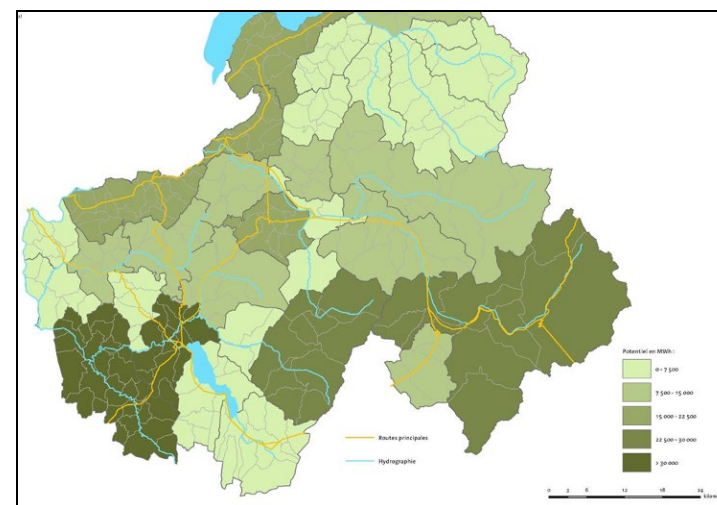 Potentiel en MWh :
0 - 7 500
7 500 - 15 000
15 000 - 22 500
22 500 - 30 000
> 30 000
Routes principales
Hydrographie
0 3 6 12 18 24